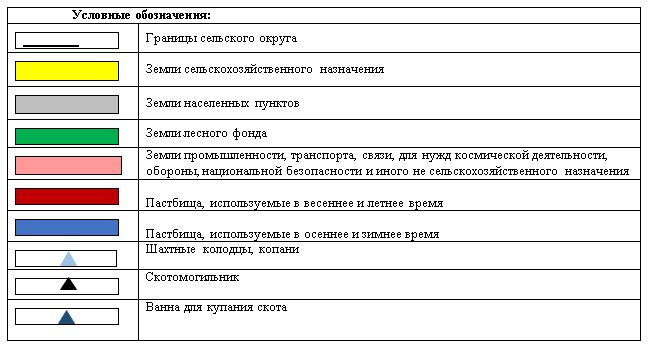 Условные обозначения:
Границы сельского округа
Земли сельскохозяйственного назначения
Земли населенных пунктов
Земли лесного фонда
Земли промышленности, транспорта, связи, для нужд космической деятельности,
обороны, национальной безопасности и иного не сельскохозяйственного назначения
Пастбища, используемые в весеннее и летнее время
Пастбища, используемые в осеннее и зимнее время
Шахтные колодцы, копани
Скотомогильник
Ванна для купания скота